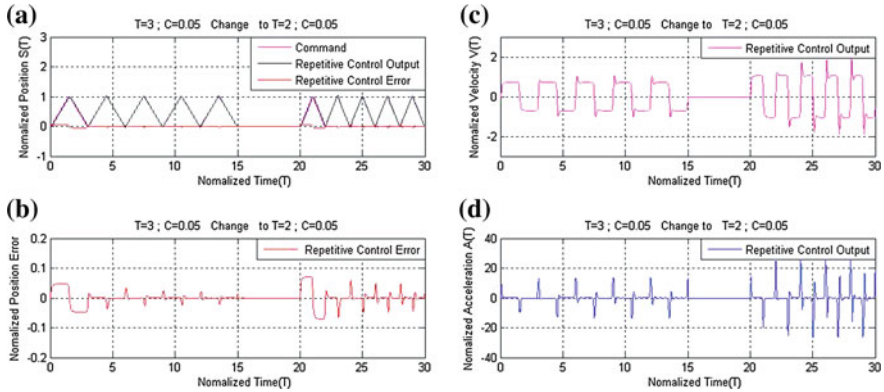 (a)
T=3 ; C=0.05 Change to T=2 ; C=0.05
Nomalized Position S(T)
3
2
1
0
-1
Command
Repetitive Control Output
Repetitive Control Error
0 5 10 15 20 25 30
Nomalized Time(T)
(b)
T=3 ; C=0.05 Change to T=2 ; C=0.05
Nomalized Position Error
0.2
0.1
0
-0.1
-0.2
Repetitive Control Error
0 5 10 15 20 25 30
Nomalized Time(T)
(c)
T=3 ; C=0.05 Change to T=2 ; C=0.05
Nomalized Velocity V(T)
2
0
-2
Repetitive Control Output
0 5 10 15 20 25 30
Nomalized Time(T)
(d)
T=3 ; C=0.05 Change to T=2 ; C=0.05
Nomalized Acceleration A(T)
40
20
0
-20
-40
Repetitive Control Output
0 5 10 15 20 25 30
Nomalized Time(T)